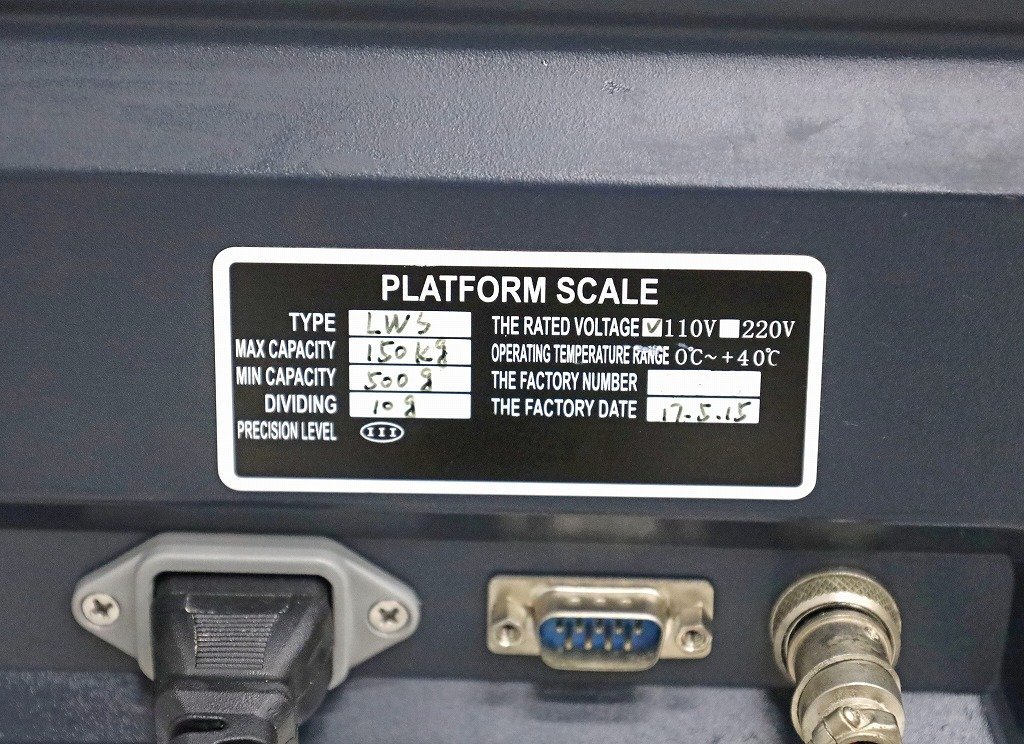 PLATFORM SCALE
TYPE LWS
MAX CAPACITY 150Kg
MIN CAPACITY 500g
DIVIDING 10g
PRECISION LEVEL III
THE RATED VOLTAGE ☑110V ☐220V
OPERATING TEMPERATURE RANGE 0℃~+40℃
THE FACTORY NUMBER
THE FACTORY DATE 17.5.15